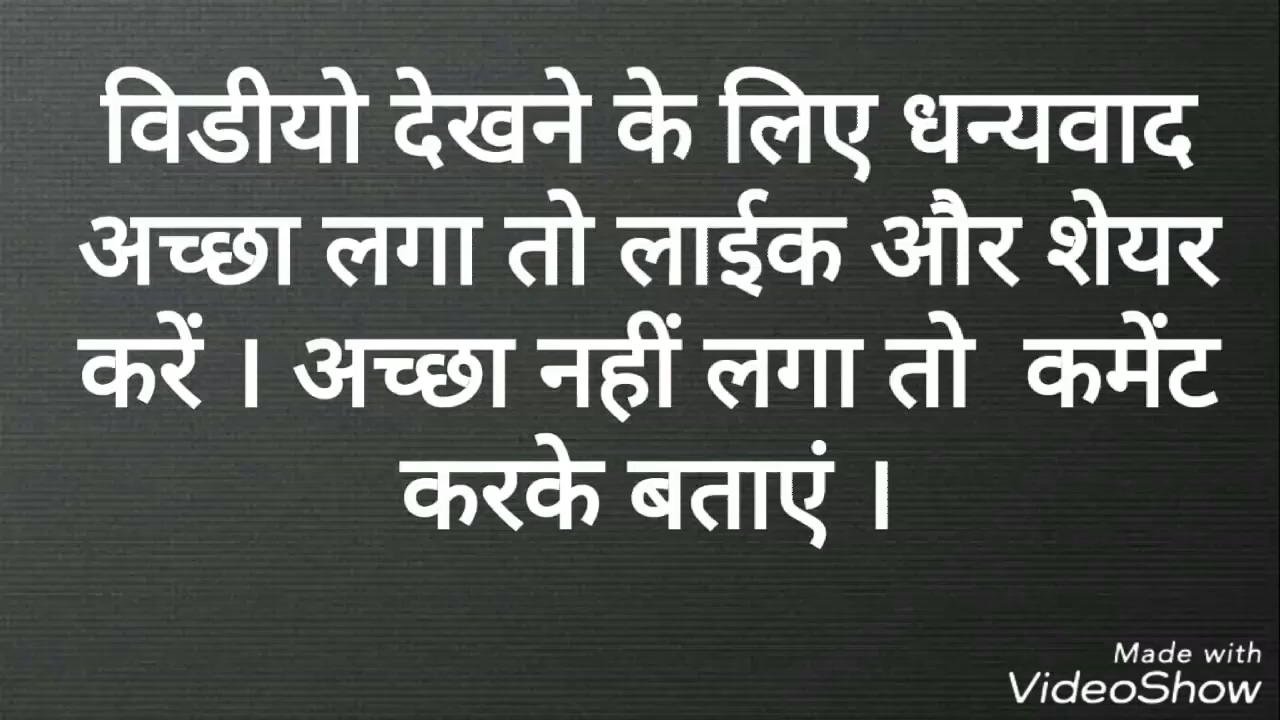 विडीयो देखने के लिए धन्यवाद
अच्छा लगा तो लाईक और शेयर
करें । अच्छा नहीं लगा तो कमेंट
करके बताएं ।
Made with
VideoShow